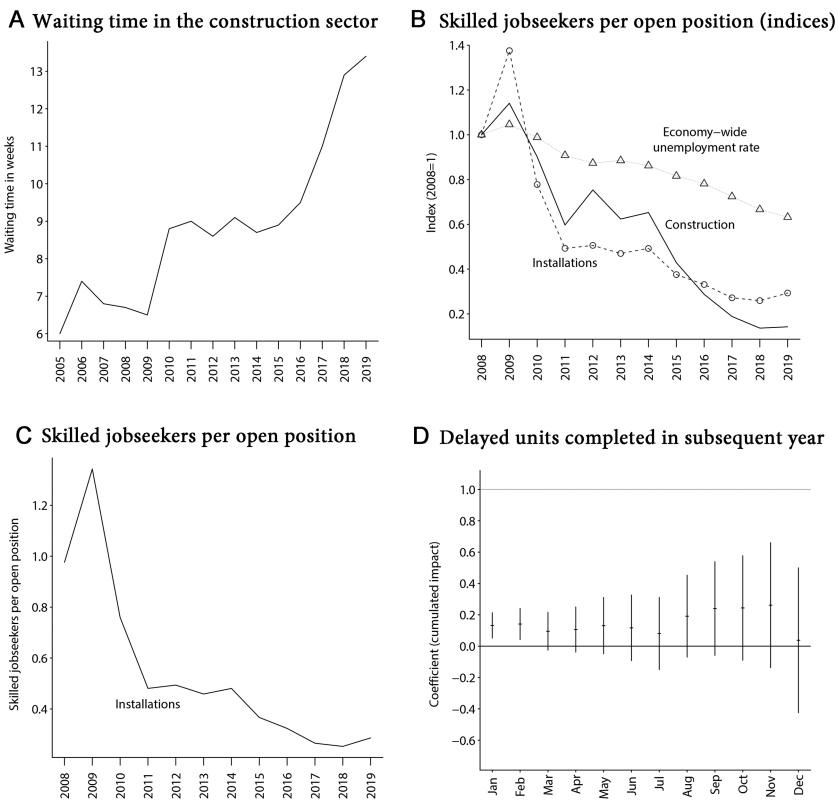 A Waiting time in the construction sector
Waiting time in weeks
13
12
11
10
9
8
7
6
2005 2006 2007 2008 2009 2010 2011 2012 2013 2014 2015 2016 2017 2018 2019
B Skilled jobseekers per open position (indices)
Index (2008=1)
1.4
1.2
1.0
0.8
0.6
0.4
0.2
Economy−wide
unemployment rate
Construction
Installations
2008 2009 2010 2011 2012 2013 2014 2015 2016 2017 2018 2019
C Skilled jobseekers per open position
Skilled jobseekers per open position
1.2
1.0
0.8
0.6
0.4
Installations
2008 2009 2010 2011 2012 2013 2014 2015 2016 2017 2018 2019
D Delayed units completed in subsequent year
Coefficient (cumulated impact)
1.0
0.8
0.6
0.4
0.2
0.0
−0.2
−0.4
−0.6
Jan Feb Mar Apr May Jun Jul Aug Sep Oct Nov Dec